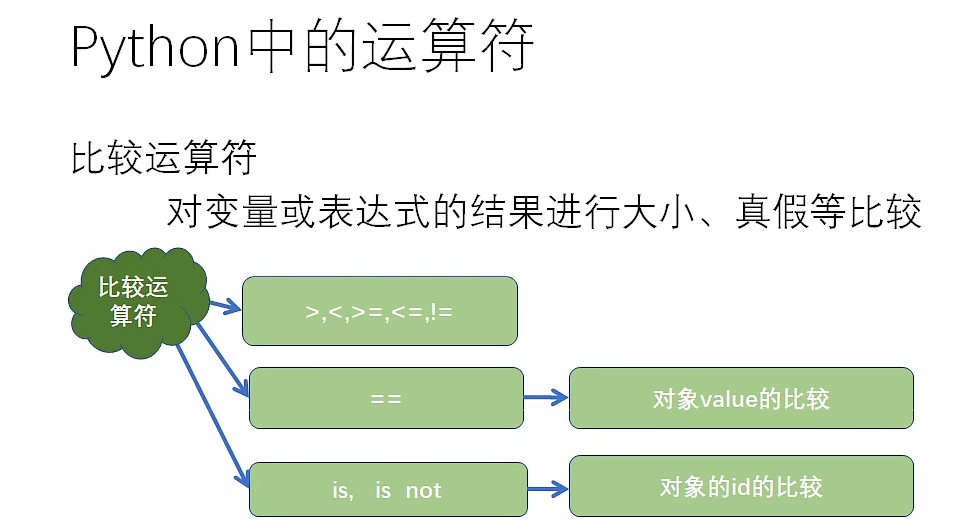 Python中的运算符
比较运算符
对变量或表达式的结果进行大小、真假等比较
比较运
算符
>,<,>=,<=,!=
==
对象value的比较
is, is not
对象的id的比较